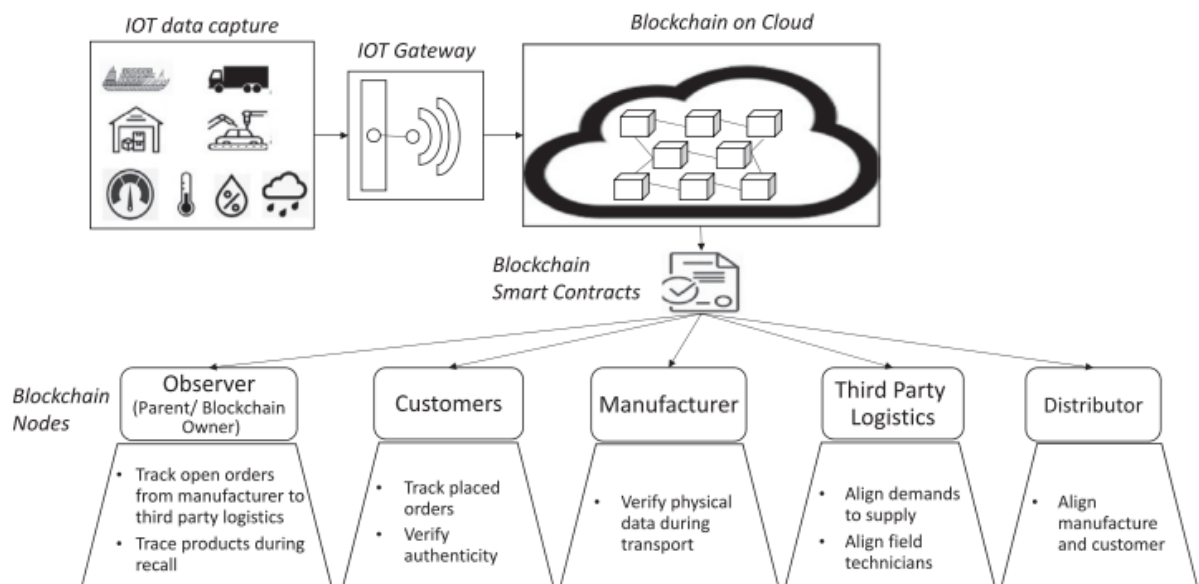 IOT data capture
IOT Gateway
Blockchain on Cloud
%
Blockchain
Smart Contracts
Blockchain
Nodes
Observer
(Parent/ Blockchain
Owner)
Customers
Manufacturer
Third Party
Logistics
Distributor
• Track open orders
from manufacturer to
third party logistics
• Trace products during
recall
• Track placed
orders
• Verify
authenticity
• Verify physical
data during
transport
• Align demands
to supply
• Align field
technicians
• Align
manufacture
and customer